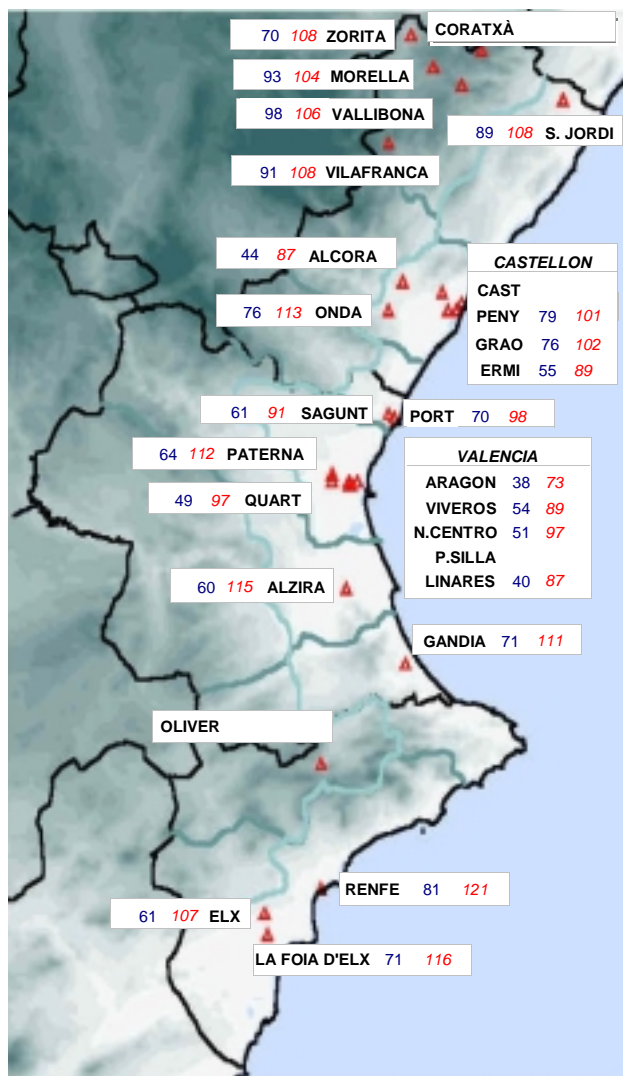 70 108 ZORITA
CORATXÀ
93 104 MORELLA
98 106 VALLIBONA
89 108 S. JORDI
91 108 VILAFRANCA
44 87 ALCORA
76 113 ONDA
CASTELLON
CAST
PENY 79 101
GRAO 76 102
ERMI 55 89
61 91 SAGUNT
PORT 70 98
64 112 PATERNA
49 97 QUART
VALENCIA
ARAGON 38 73
VIVEROS 54 89
N.CENTRO 51 97
P.SILLA
LINARES 40 87
60 115 ALZIRA
GANDIA 71 111
OLIVER
RENFE 81 121
61 107 ELX
LA FOIA D'ELX 71 116